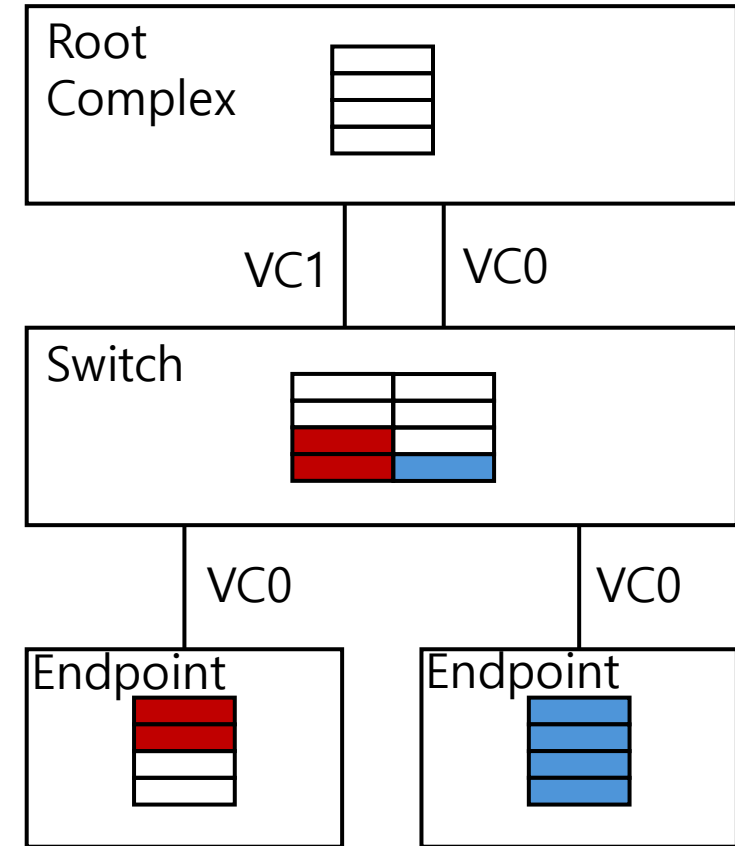 Root
Complex
VC1
VC0
Switch
VC0
VC0
Endpoint
Endpoint